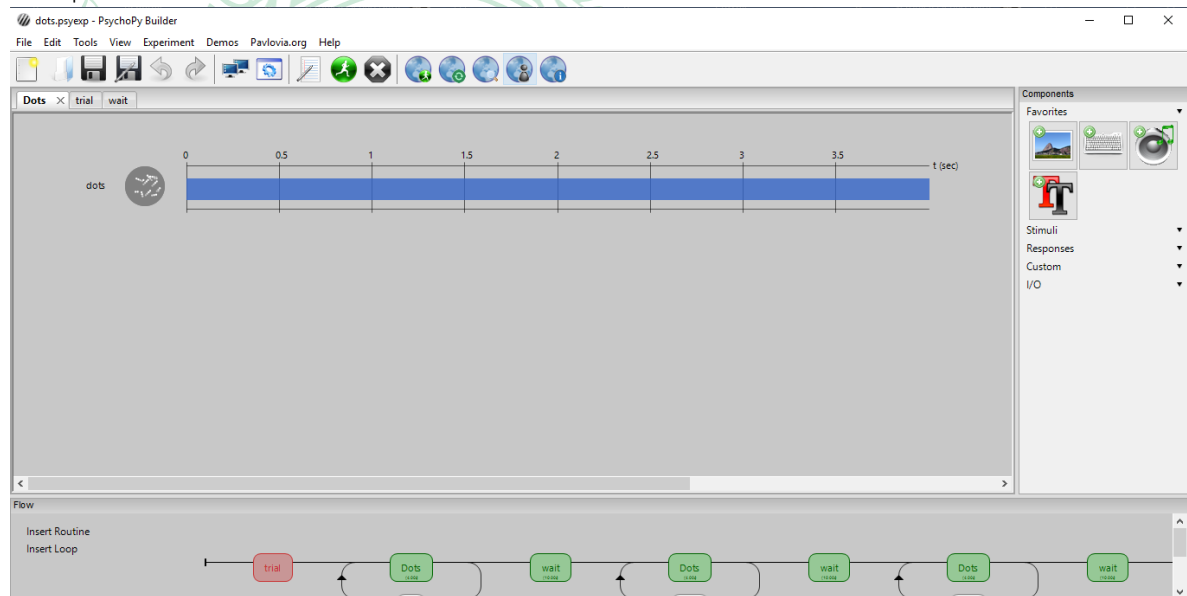 dots.psyexp - PsychoPy Builder
File Edit Tools View Experiment Demos Pavlovia.org Help
Dots trial wait
Components
Favorites
0 0.5 1 1.5 2 2.5 3 3.5
t (sec)
dots
Stimuli
Responses
Custom
I/O
Flow
Insert Routine
Insert Loop
trial Dots wait Dots wait Dots wait